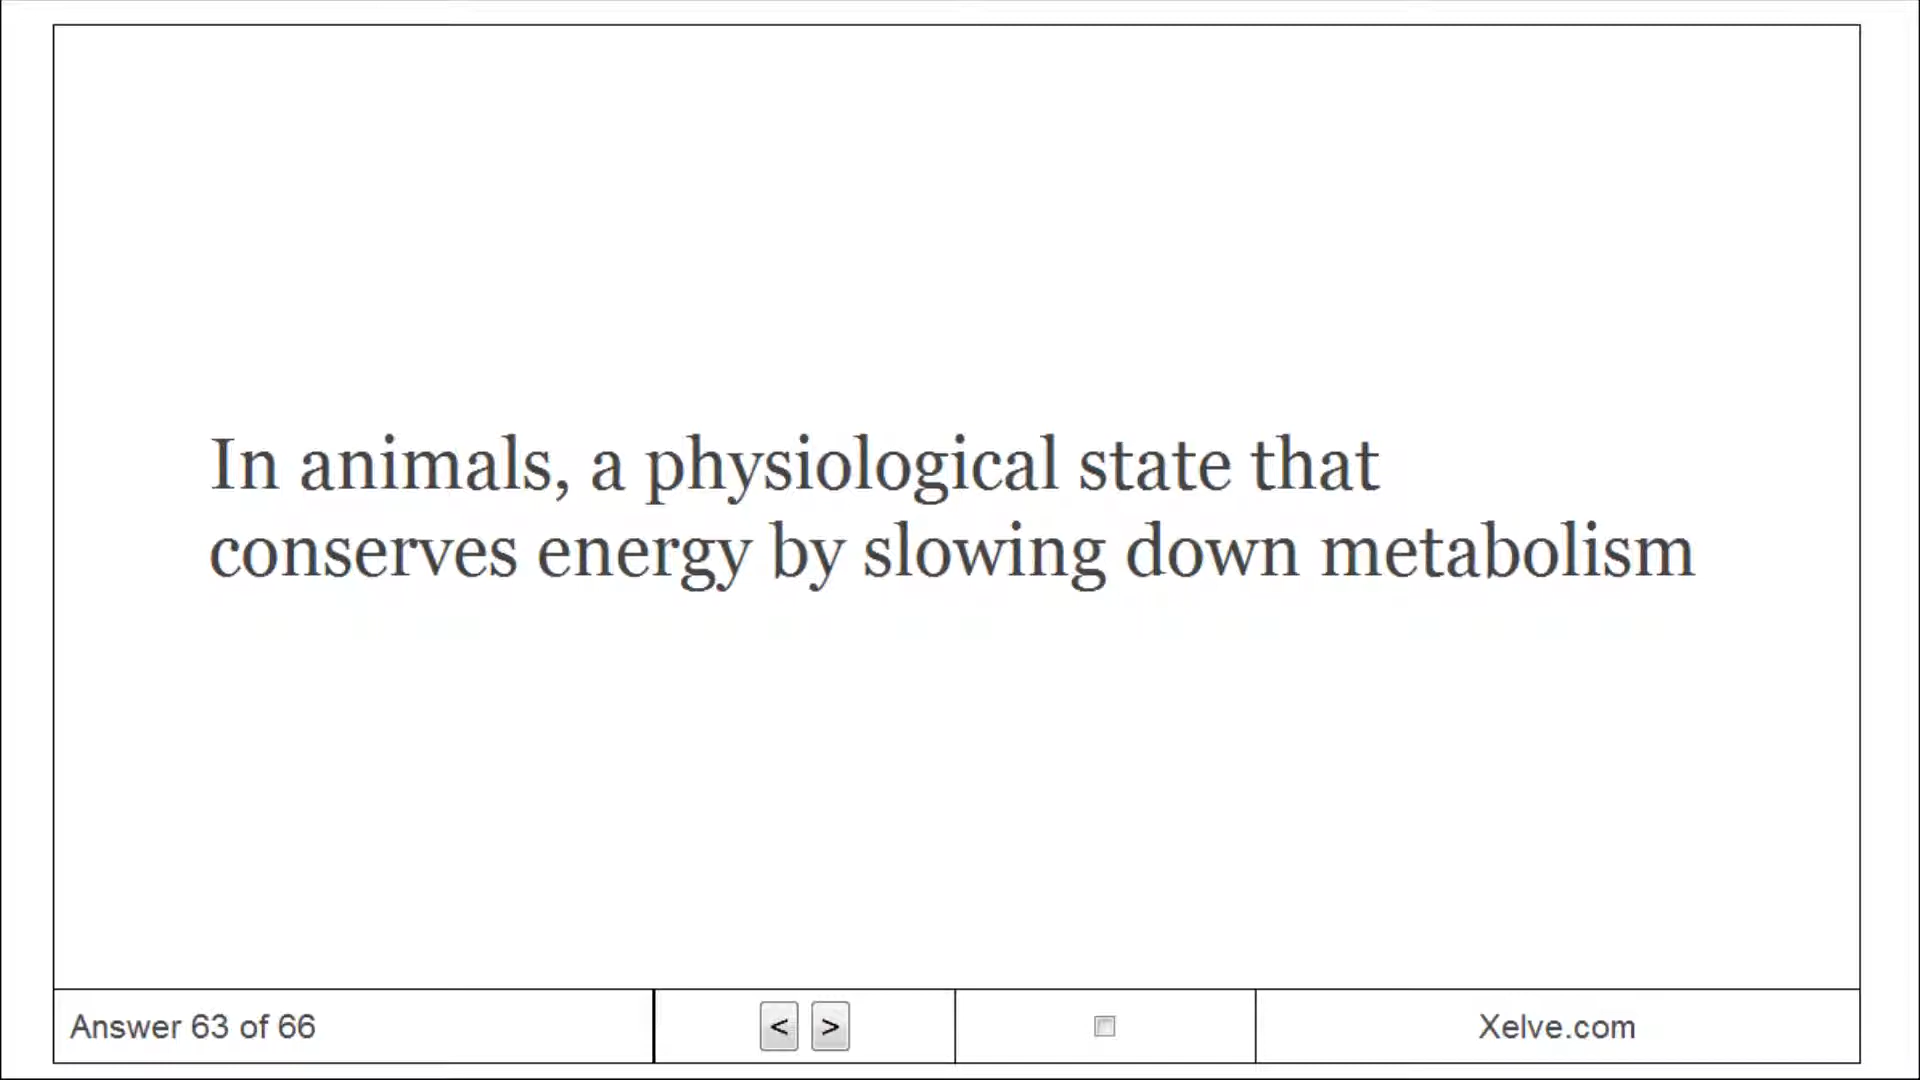 In animals, a physiological state that
conserves energy by slowing down metabolism
Answer 63 of 66
< >
Xelve.com